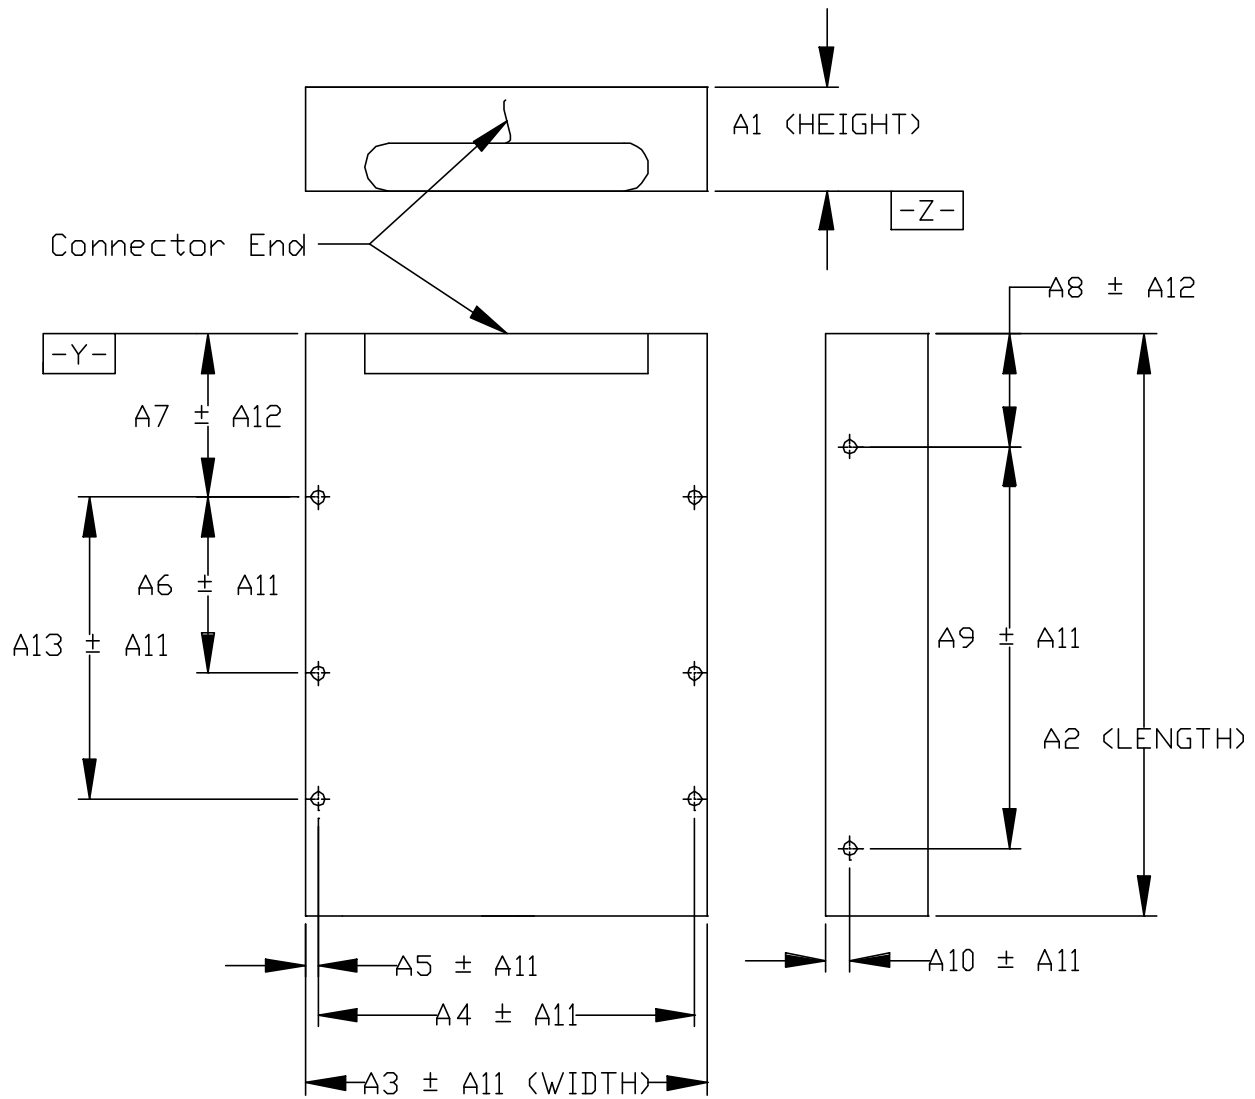 A1 (HEIGHT)
-Z-
Connector End
A8 ± A12
-Y-
A7 ± A12
A6 ± A11
A13 ± A11
A9 ± A11
A2 (LENGTH)
A5 ± A11
A10 ± A11
A4 ± A11
A3 ± A11 (WIDTH)